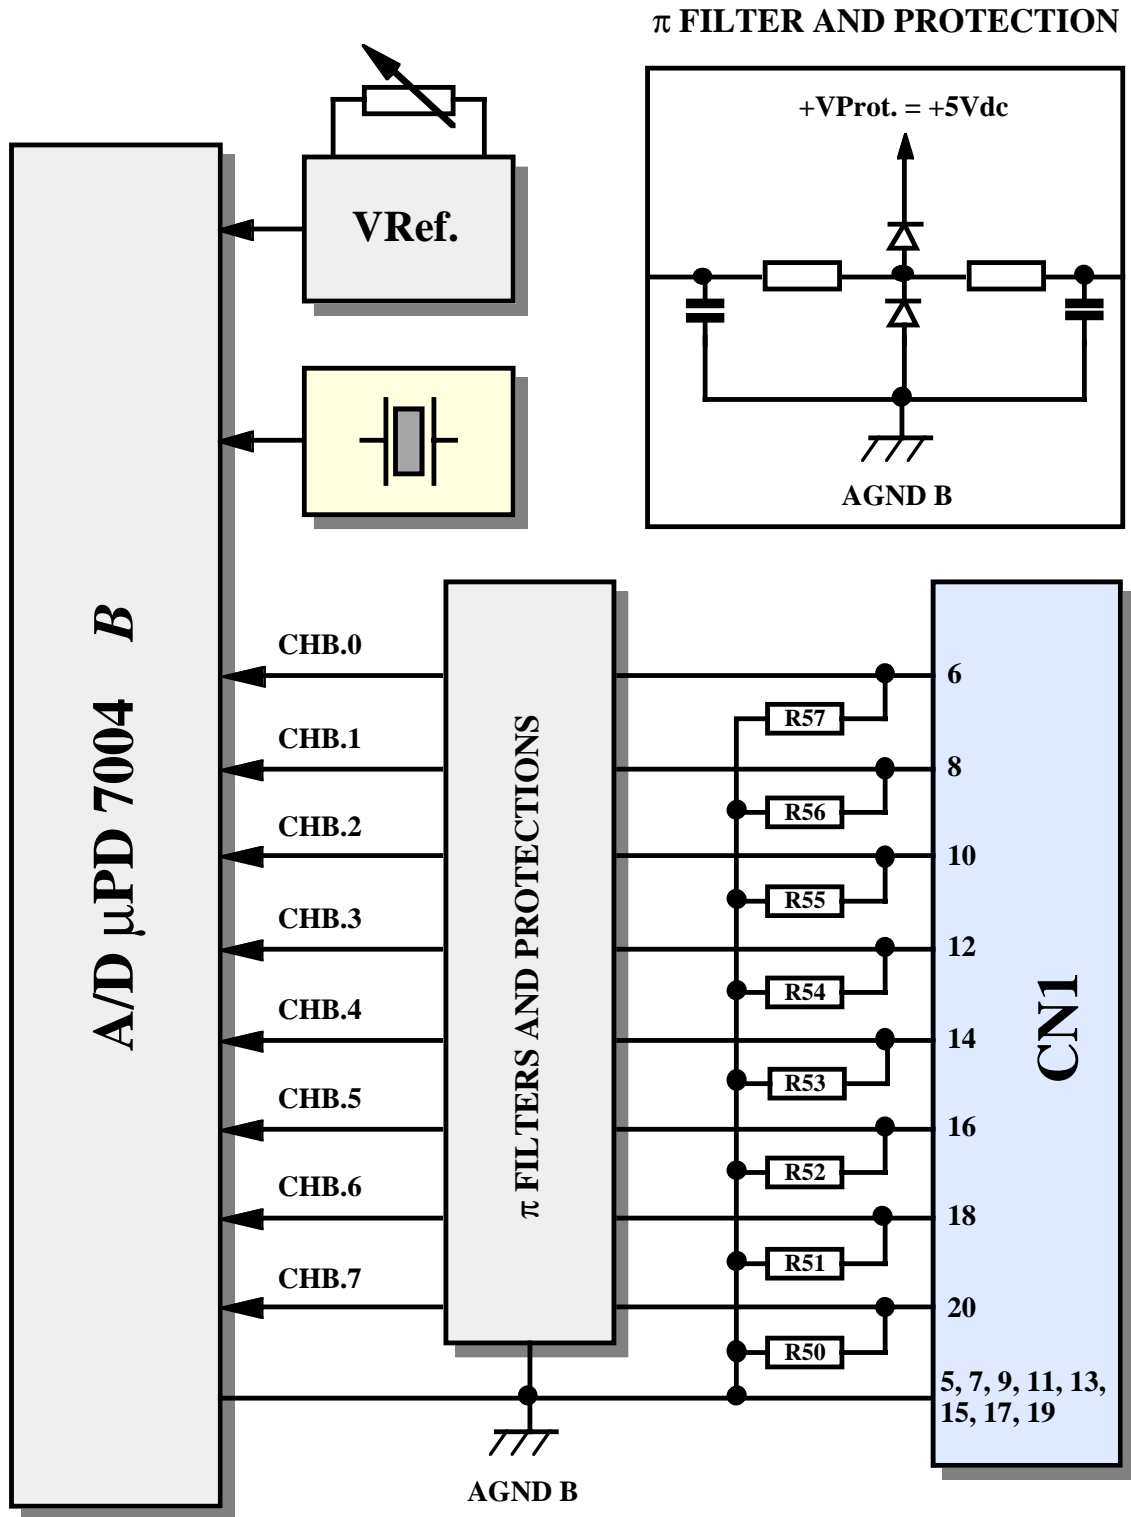 π FILTER AND PROTECTION
+VProt. = +5Vdc
AGND B
VRef.
A/D µPD 7004 B
π FILTERS AND PROTECTIONS
CN1
CHB.0
6
R57
CHB.1
8
R56
CHB.2
10
R55
CHB.3
12
R54
CHB.4
14
R53
CHB.5
16
R52
CHB.6
18
R51
CHB.7
20
R50
5, 7, 9, 11, 13,
15, 17, 19
AGND B